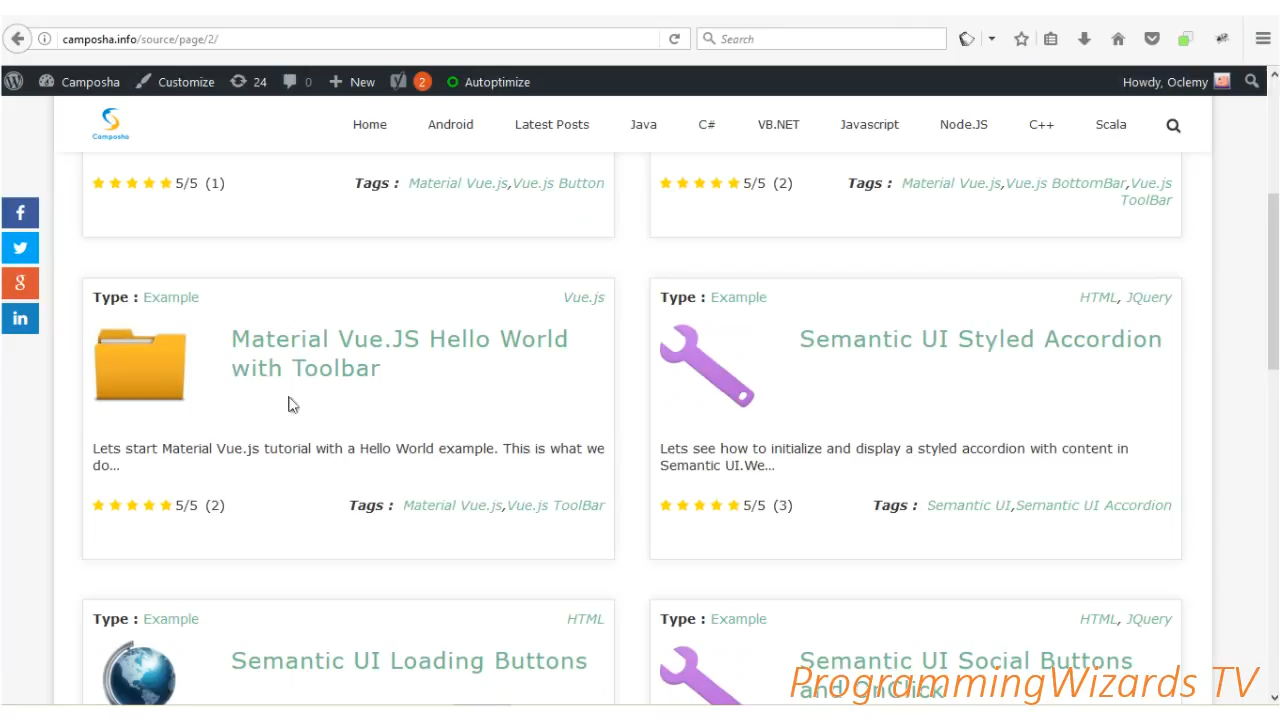 camposha.info/source/page/2/
Search
Camposha Customize 24 0 New 2 Autoptimize Howdy, Oclemy
Camposha
Home Android Latest Posts Java C# VB.NET Javascript Node.JS C++ Scala
5/5 (1) Tags : Material Vue.js,Vue.js Button
5/5 (2) Tags : Material Vue.js,Vue.js BottomBar,Vue.js
ToolBar
Type : Example Vue.js
Material Vue.JS Hello World
with Toolbar
Lets start Material Vue.js tutorial with a Hello World example. This is what we
do...
5/5 (2) Tags : Material Vue.js,Vue.js ToolBar
Type : Example HTML, JQuery
Semantic UI Styled Accordion
Lets see how to initialize and display a styled accordion with content in
Semantic UI.We...
5/5 (3) Tags : Semantic UI,Semantic UI Accordion
Type : Example HTML
Semantic UI Loading Buttons
Type : Example HTML, JQuery
Semantic UI Social Buttons
and OnClick
ProgrammingWizards TV